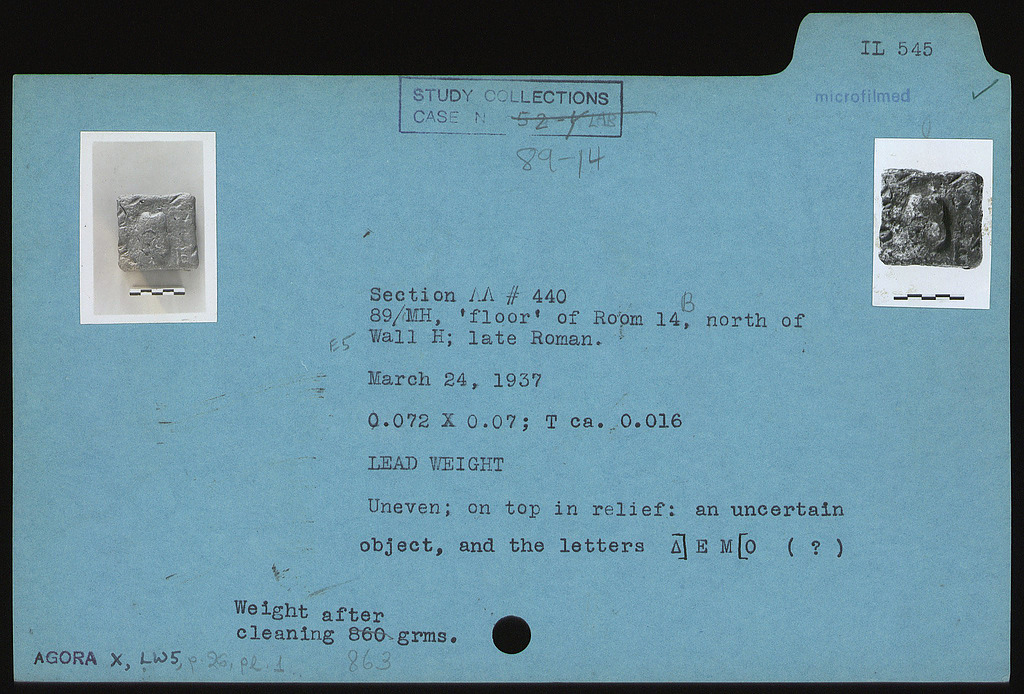 IL 545
microfilmed
STUDY COLLECTIONS
CASE N 52-4 LAB
89-14
Section ΛΛ # 440
89/MH, 'floor' of Room 14, B north of
E5 Wall H; late Roman.
March 24, 1937
0.072 X 0.07; T ca. 0.016
LEAD WEIGHT
Uneven; on top in relief: an uncertain
object, and the letters Δ] E M[O ( ? )
Weight after
cleaning 860 grms.
863
AGORA X, LW5, p. 26, pl. 1